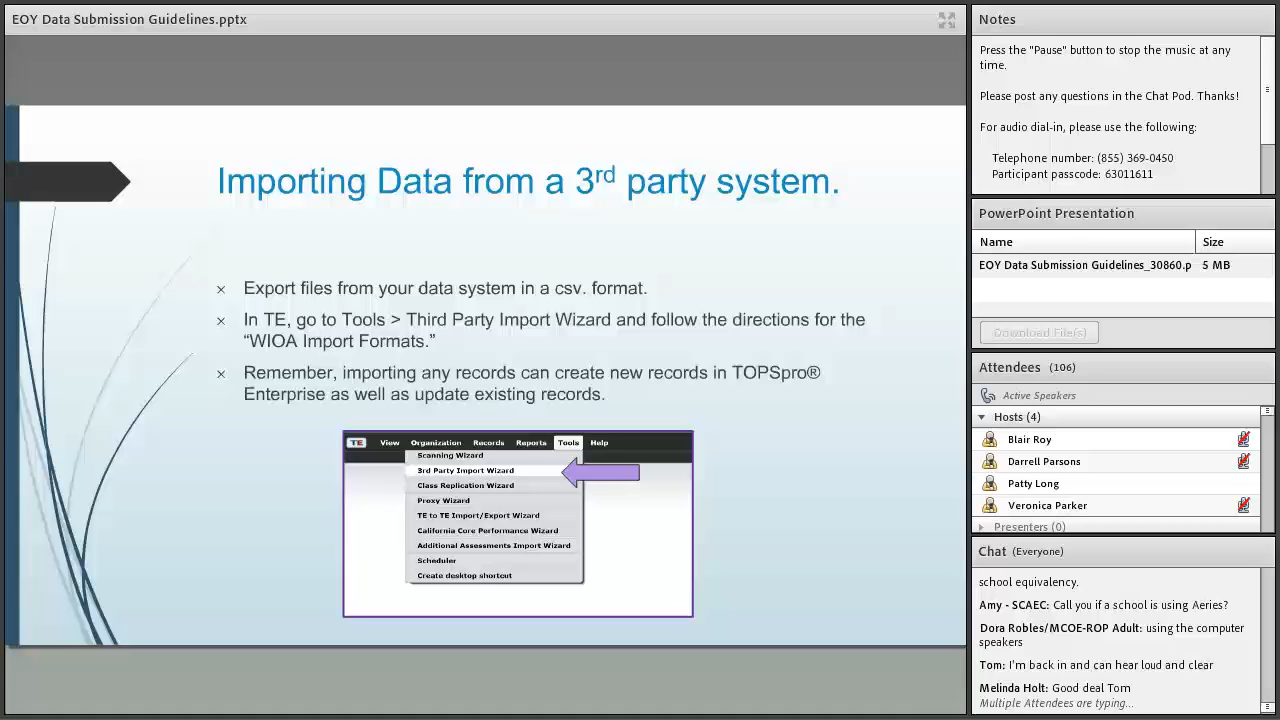 EOY Data Submission Guidelines.pptx
Importing Data from a 3rd party system.
× Export files from your data system in a csv. format.
× In TE, go to Tools > Third Party Import Wizard and follow the directions for the
“WIOA Import Formats.”
× Remember, importing any records can create new records in TOPSpro®
Enterprise as well as update existing records.
TE View Organization Records Reports Tools Help
Scanning Wizard
3rd Party Import Wizard
Class Replication Wizard
Proxy Wizard
TE to TE Import/Export Wizard
California Core Performance Wizard
Additional Assessments Import Wizard
Scheduler
Create desktop shortcut
Notes
Press the "Pause" button to stop the music at any
time.
Please post any questions in the Chat Pod. Thanks!
For audio dial-in, please use the following:
Telephone number: (855) 369-0450
Participant passcode: 63011611
PowerPoint Presentation
Name Size
EOY Data Submission Guidelines_30860.p 5 MB
Download File(s)
Attendees (106)
Active Speakers
Hosts (4)
Blair Roy
Darrell Parsons
Patty Long
Veronica Parker
Presenters (0)
Chat (Everyone)
school equivalency.
Amy - SCAEC: Call you if a school is using Aeries?
Dora Robles/MCOE-ROP Adult: using the computer
speakers
Tom: I'm back in and can hear loud and clear
Melinda Holt: Good deal Tom
Multiple Attendees are typing...